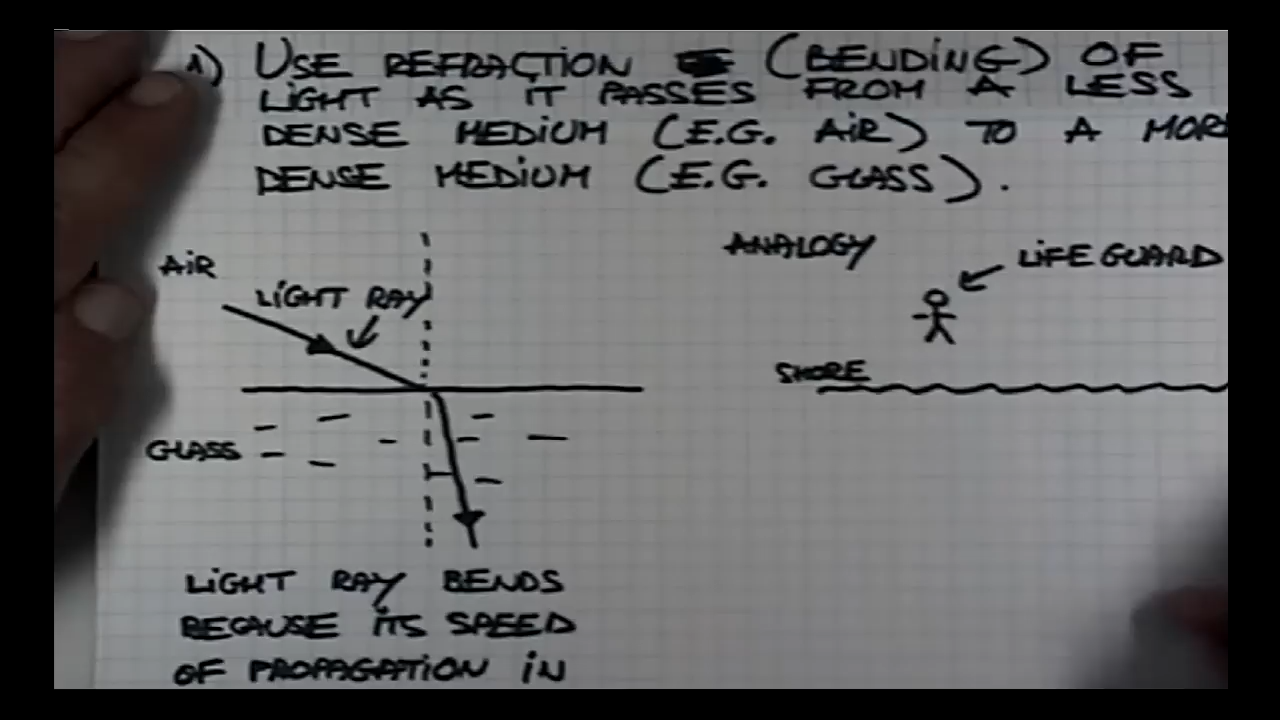 1) USE REFRACTION (BENDING) OF
LIGHT AS IT PASSES FROM A LESS
DENSE MEDIUM (E.G. AIR) TO A MORE
DENSE MEDIUM (E.G. GLASS).
ANALOGY
LIFE GUARD
AIR
LIGHT RAY
SHORE
GLASS
LIGHT RAY BENDS
BECAUSE ITS SPEED
OF PROPAGATION IN